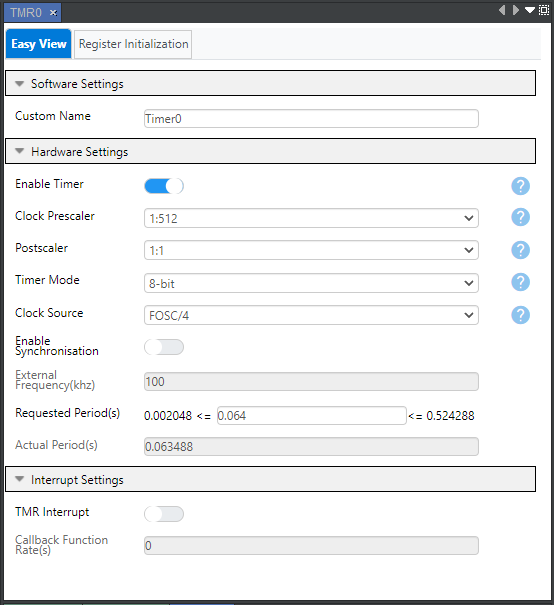 TMR0 ×
Easy View Register Initialization
Software Settings
Custom Name Timer0
Hardware Settings
Enable Timer ?
Clock Prescaler 1:512 ?
Postscaler 1:1 ?
Timer Mode 8-bit ?
Clock Source FOSC/4 ?
Enable
Synchronisation
External
Frequency(khz) 100
Requested Period(s) 0.002048 <= 0.064 <= 0.524288
Actual Period(s) 0.063488
Interrupt Settings
TMR Interrupt
Callback Function
Rate(s) 0